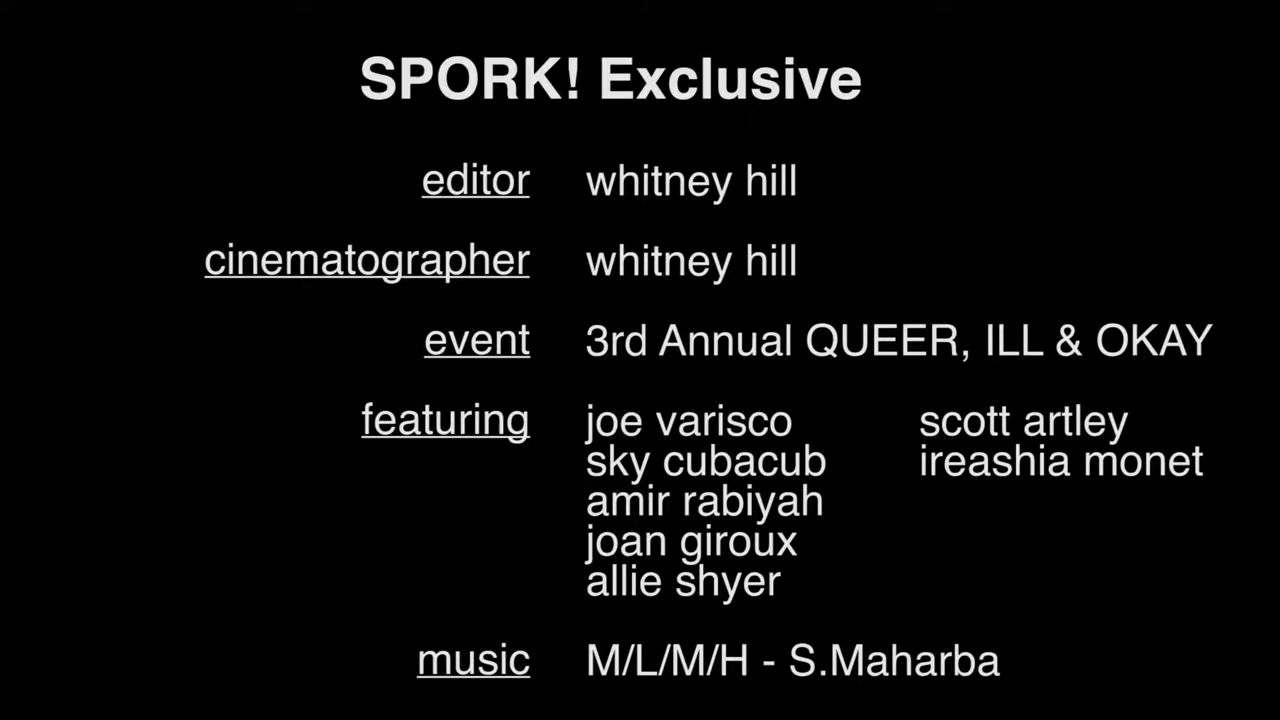 SPORK! Exclusive
editor whitney hill
cinematographer whitney hill
event 3rd Annual QUEER, ILL & OKAY
featuring joe varisco scott artley
sky cubacub ireashia monet
amir rabiyah
joan giroux
allie shyer
music M/L/M/H - S.Maharba